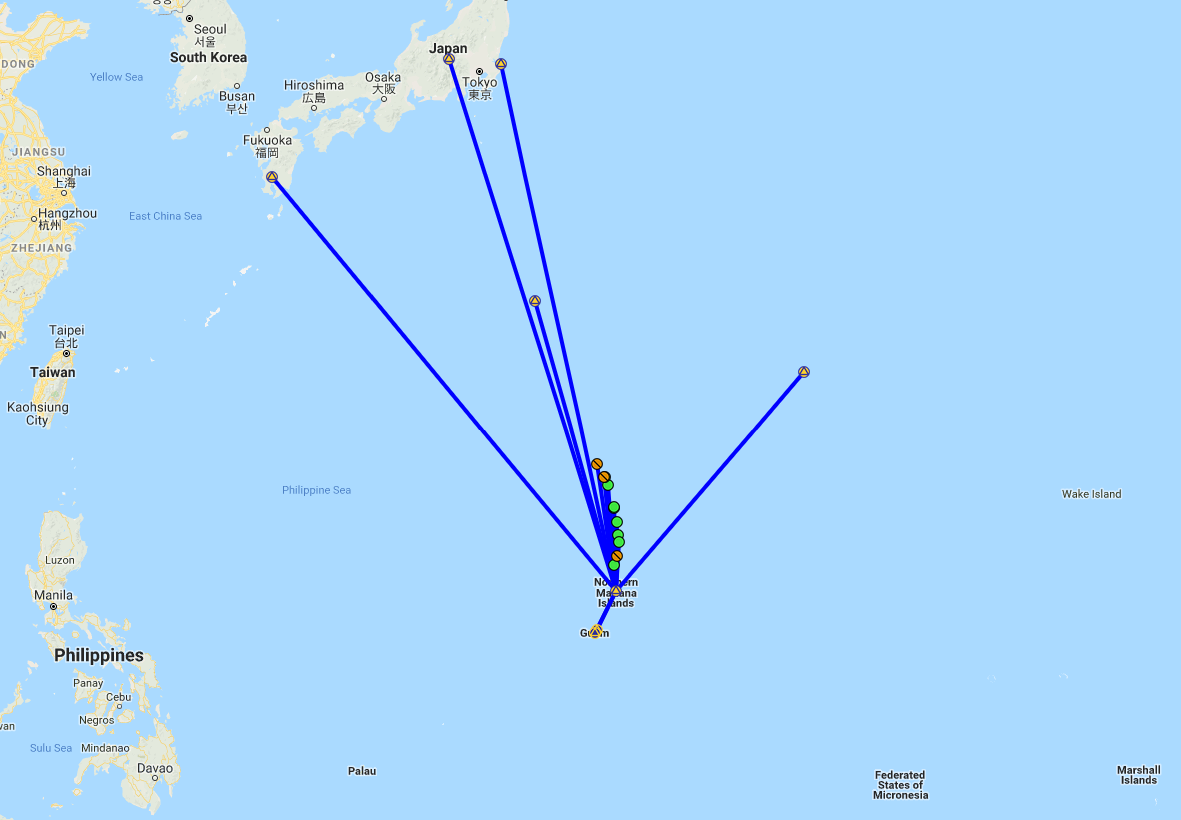 Seoul
서울
South Korea
DONG
Yellow Sea
Busan
부산
Japan
Tokyo
東京
Osaka
大阪
Hiroshima
広島
Fukuoka
福岡
JIANGSU
Shanghai
上海
Hangzhou
杭州
ZHEJIANG
East China Sea
N
Taipei
台北
Taiwan
Kaohsiung
City
Philippine Sea
Wake Island
Luzon
Manila
Northern
Mariana
Islands
Guam
Philippines
Panay
Cebu
Negros
wan
Sulu Sea
Mindanao
Davao
Palau
Federated
States of
Micronesia
Marshall
Islands